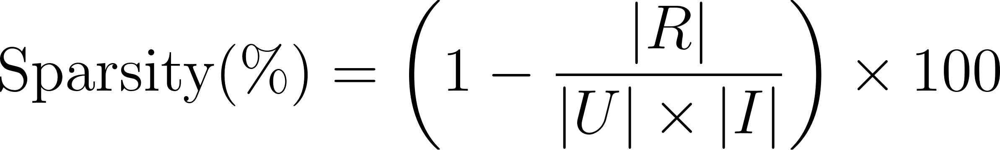 Sparsity(%) = (1 − |R| / |U| × |I|) × 100